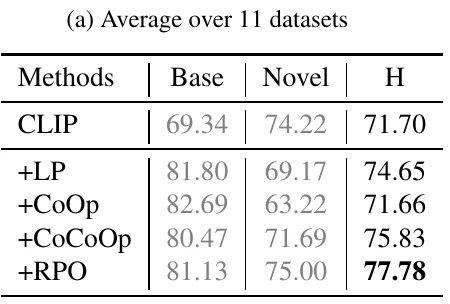 (a) Average over 11 datasets
Methods Base Novel H
CLIP 69.34 74.22 71.70
+LP 81.80 69.17 74.65
+CoOp 82.69 63.22 71.66
+CoCoOp 80.47 71.69 75.83
+RPO 81.13 75.00 77.78